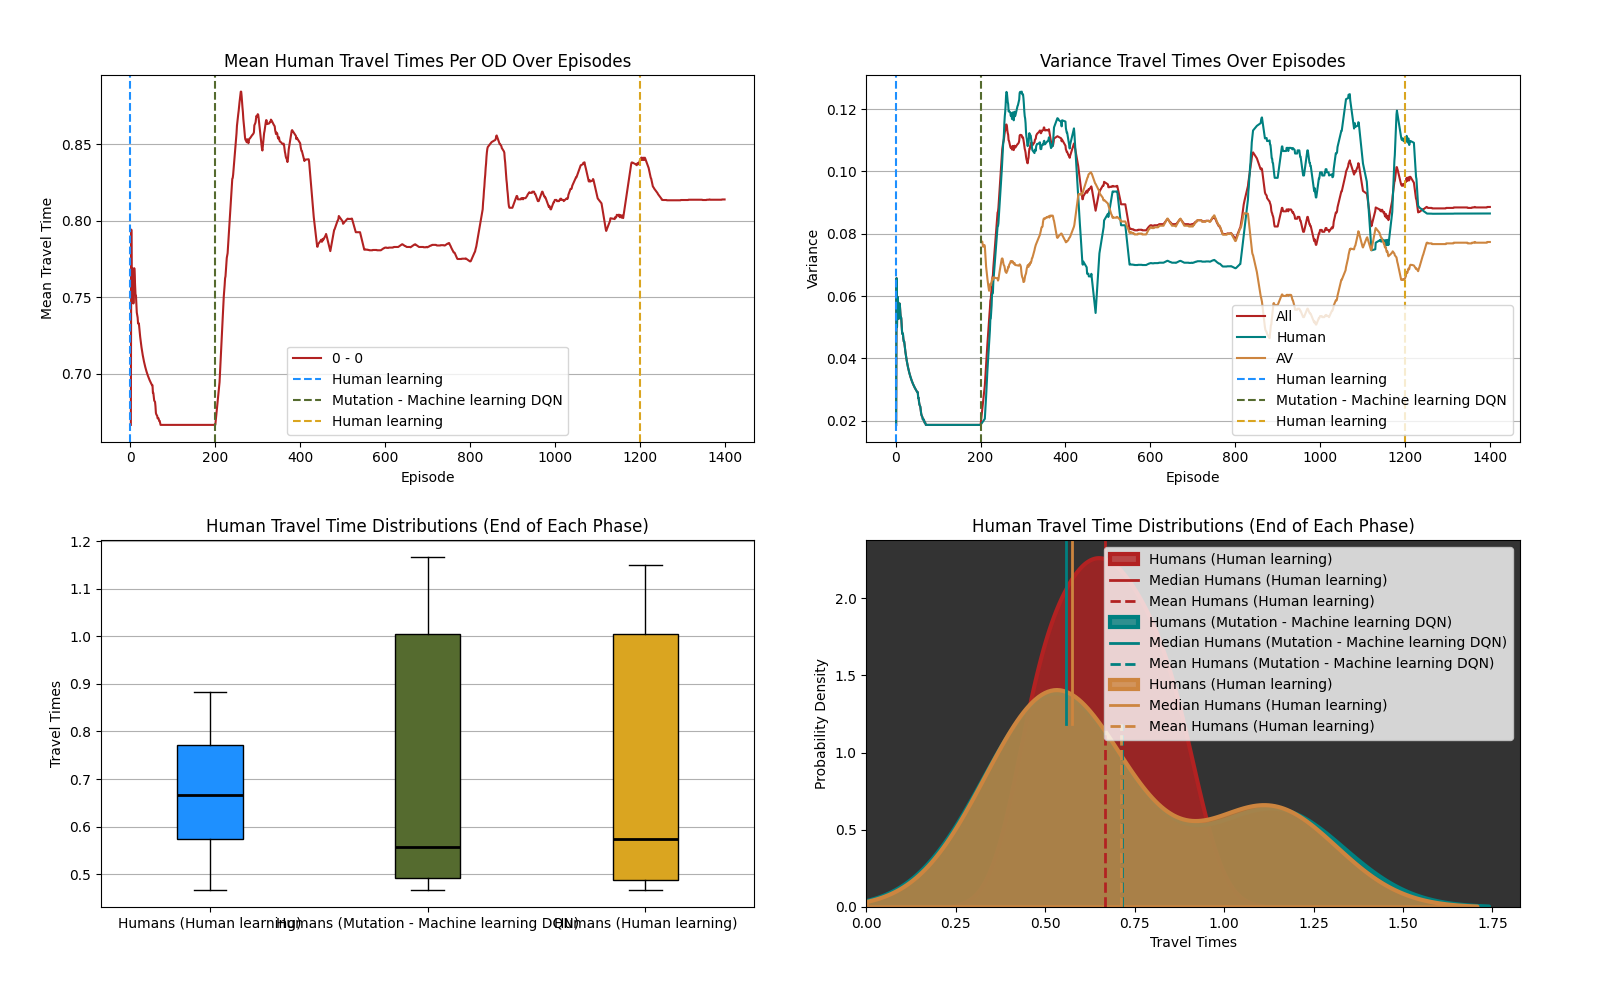 Mean Human Travel Times Per OD Over Episodes
Mean Travel Time
0.85
0.80
0.75
0.70
0 200 400 600 800 1000 1200 1400
Episode
0 - 0
Human learning
Mutation - Machine learning DQN
Human learning
Variance Travel Times Over Episodes
Variance
0.12
0.10
0.08
0.06
0.04
0.02
0 200 400 600 800 1000 1200 1400
Episode
All
Human
AV
Human learning
Mutation - Machine learning DQN
Human learning
Human Travel Time Distributions (End of Each Phase)
Travel Times
1.2
1.1
1.0
0.9
0.8
0.7
0.6
0.5
Humans (Human learning)
Humans (Mutation - Machine learning DQN)
Humans (Human learning)
Human Travel Time Distributions (End of Each Phase)
Probability Density
2.0
1.5
1.0
0.5
0.0
0.00 0.25 0.50 0.75 1.00 1.25 1.50 1.75
Travel Times
Humans (Human learning)
Median Humans (Human learning)
Mean Humans (Human learning)
Humans (Mutation - Machine learning DQN)
Median Humans (Mutation - Machine learning DQN)
Mean Humans (Mutation - Machine learning DQN)
Humans (Human learning)
Median Humans (Human learning)
Mean Humans (Human learning)